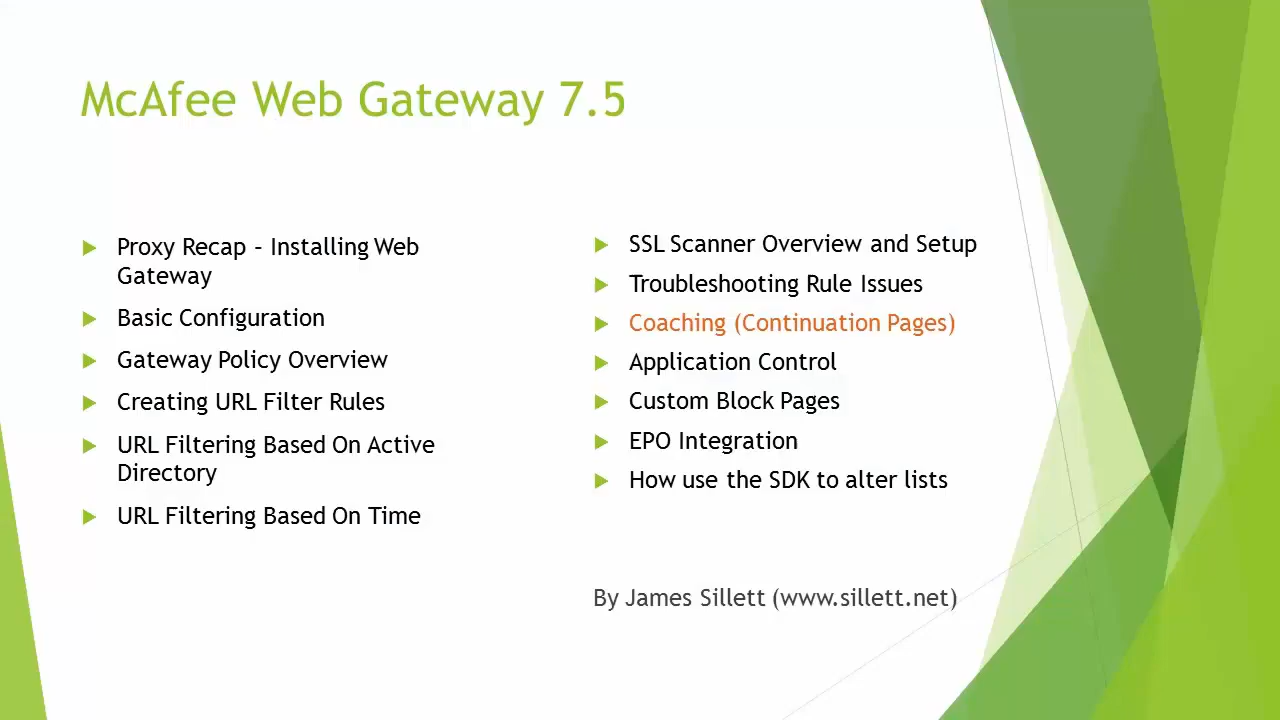 McAfee Web Gateway 7.5
Proxy Recap – Installing Web
Gateway
Basic Configuration
Gateway Policy Overview
Creating URL Filter Rules
URL Filtering Based On Active
Directory
URL Filtering Based On Time
SSL Scanner Overview and Setup
Troubleshooting Rule Issues
Coaching (Continuation Pages)
Application Control
Custom Block Pages
EPO Integration
How use the SDK to alter lists
By James Sillett (www.sillett.net)